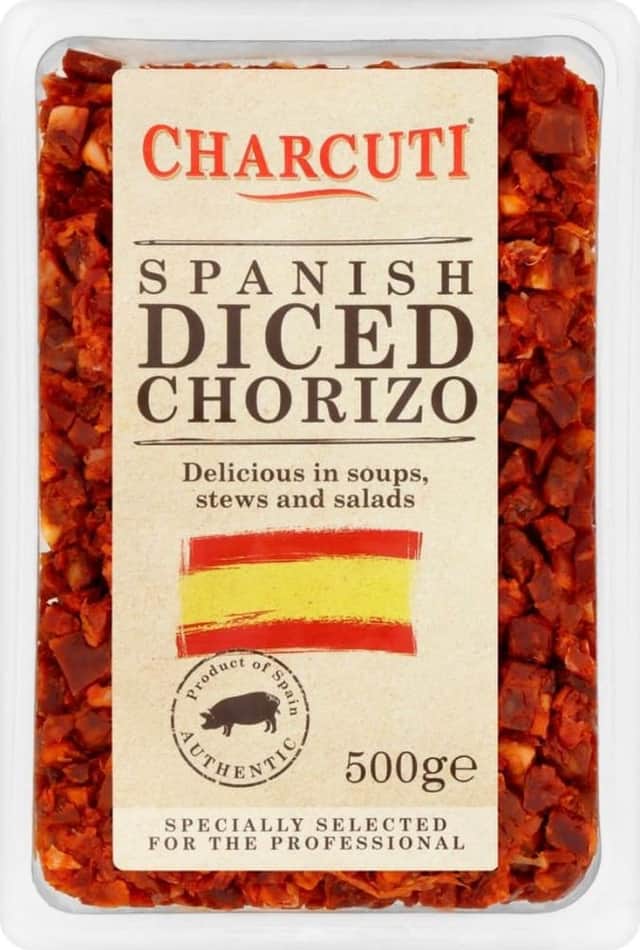 CHARCUTI®
SPANISH
DICED
CHORIZO
Delicious in soups,
stews and salads
Product of Spain
AUTHENTIC
500g℮
SPECIALLY SELECTED
FOR THE PROFESSIONAL